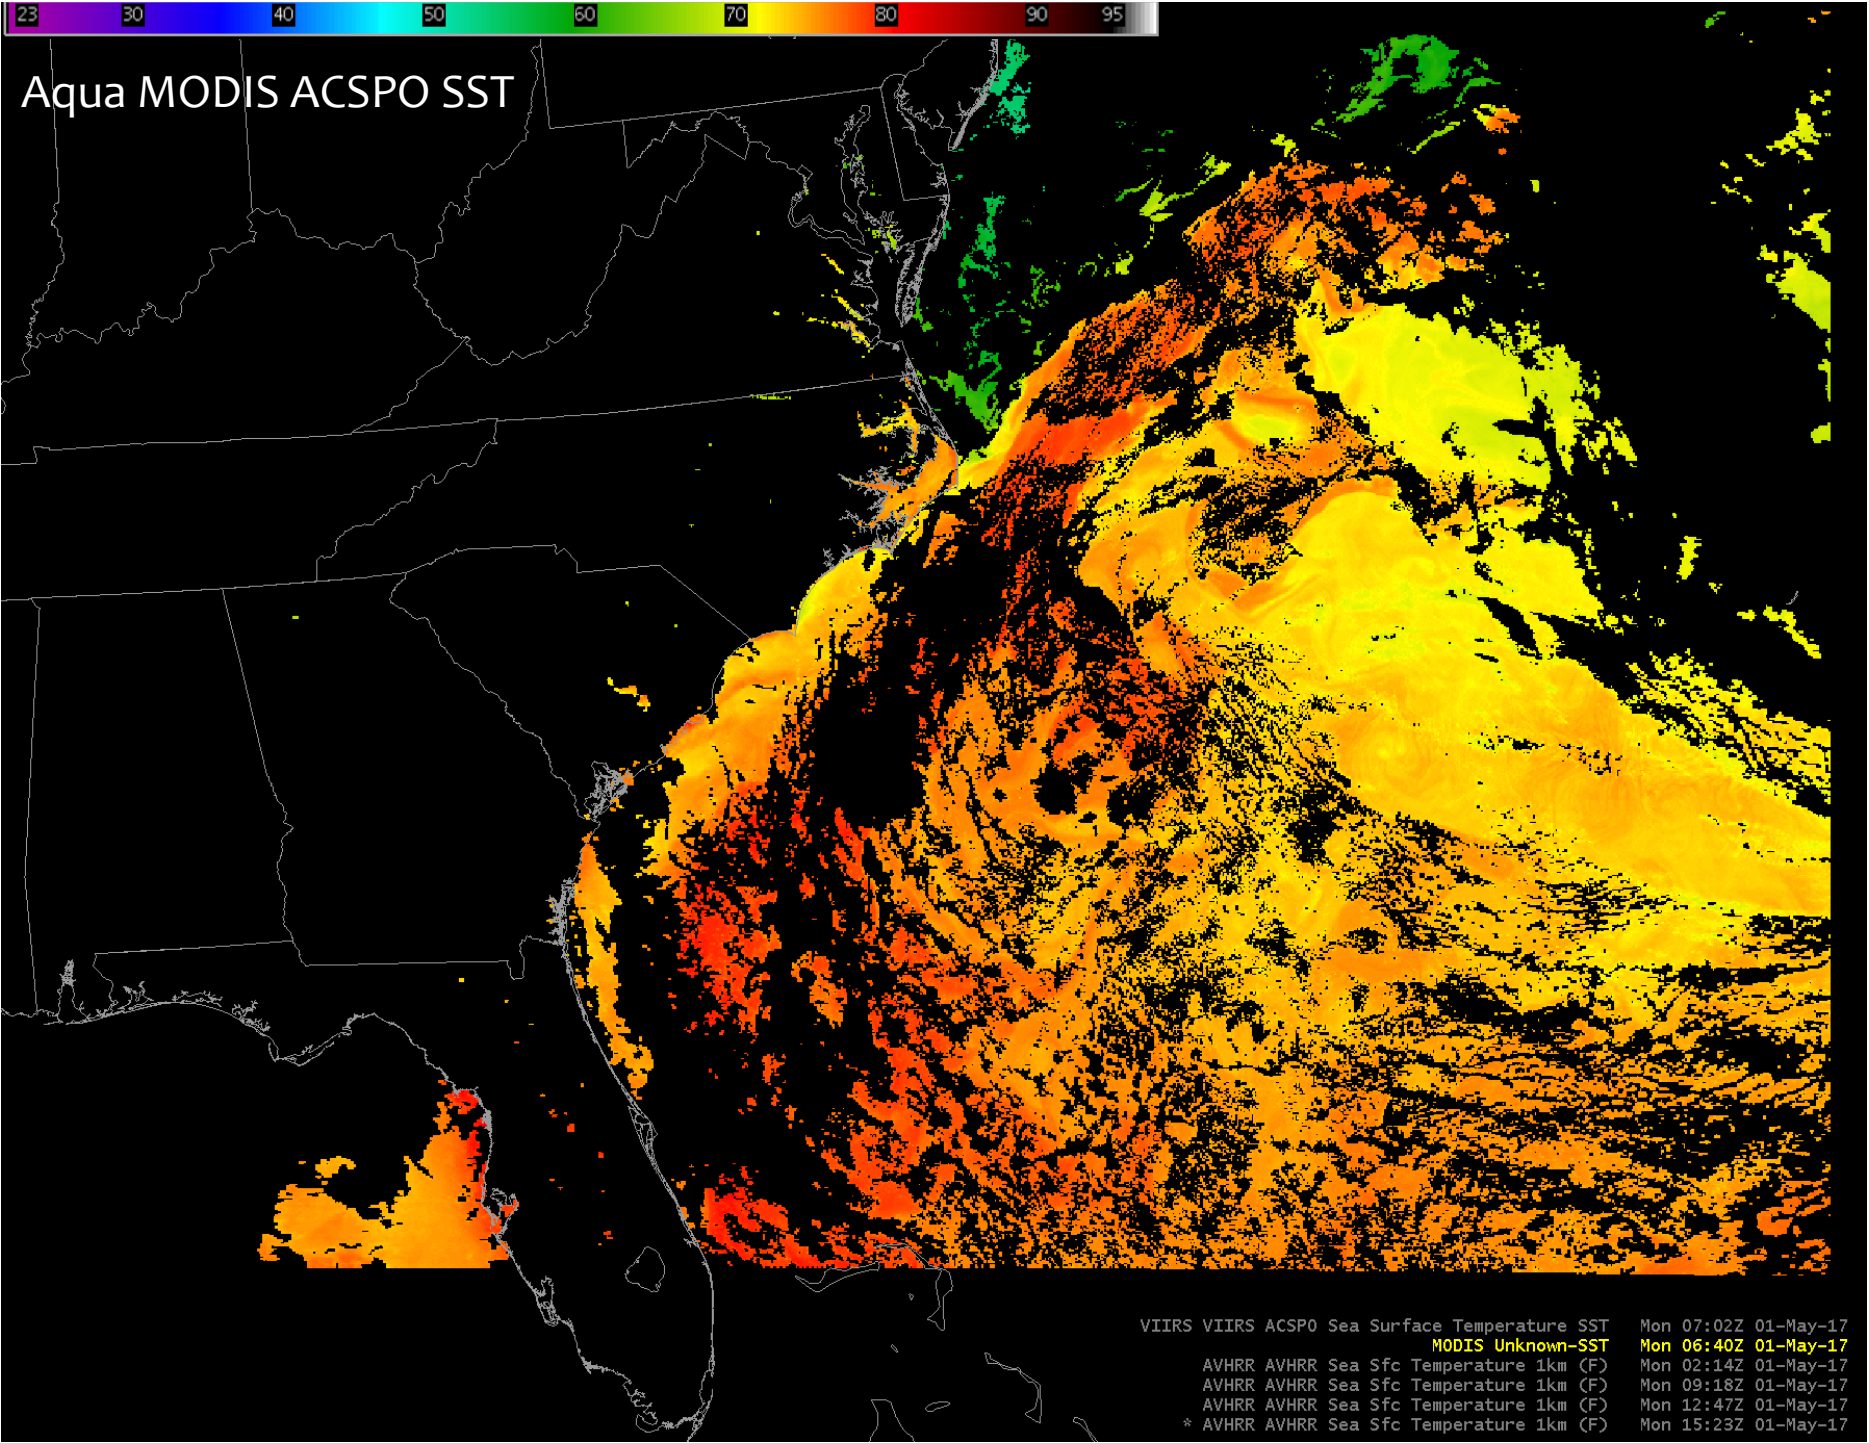 23 30 40 50 60 70 80 90 95
Aqua MODIS ACSPO SST
VIIRS VIIRS ACSPO Sea Surface Temperature SST Mon 07:02Z 01-May-17
MODIS Unknown-SST Mon 06:40Z 01-May-17
AVHRR AVHRR Sea Sfc Temperature 1km (F) Mon 02:14Z 01-May-17
AVHRR AVHRR Sea Sfc Temperature 1km (F) Mon 09:18Z 01-May-17
AVHRR AVHRR Sea Sfc Temperature 1km (F) Mon 12:47Z 01-May-17
* AVHRR AVHRR Sea Sfc Temperature 1km (F) Mon 15:23Z 01-May-17